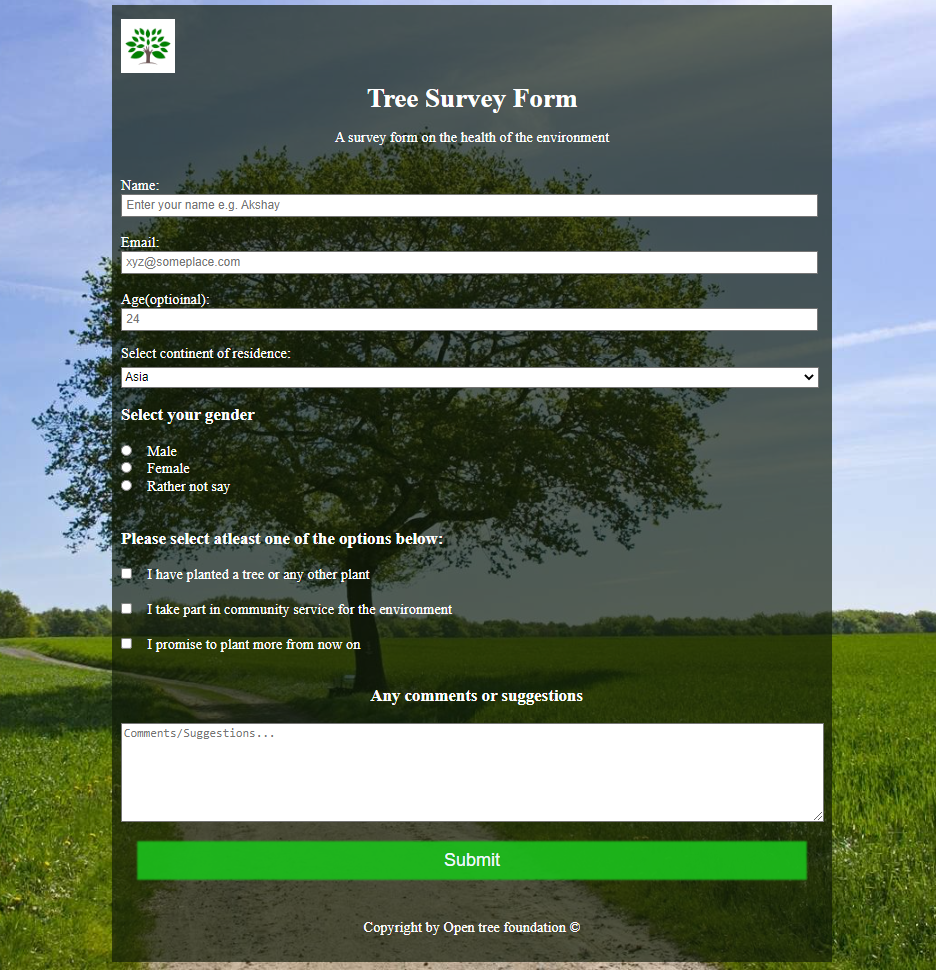 Tree Survey Form
A survey form on the health of the environment
Name:
Enter your name e.g. Akshay
Email:
xyz@someplace.com
Age(optioinal):
24
Select continent of residence:
Asia
Select your gender
Male
Female
Rather not say
Please select atleast one of the options below:
I have planted a tree or any other plant
I take part in community service for the environment
I promise to plant more from now on
Any comments or suggestions
Comments/Suggestions...
Submit
Copyright by Open tree foundation ©